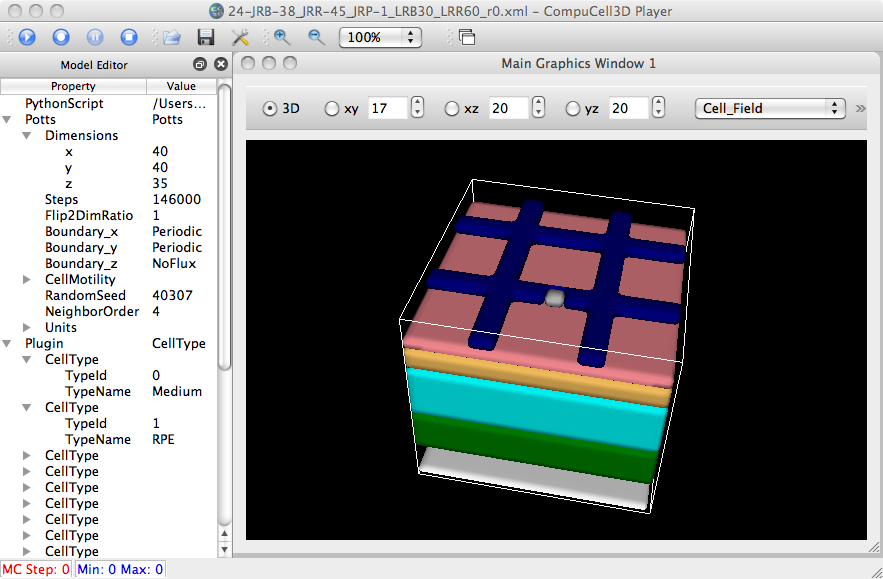 24-JRB-38_JRR-45_JRP-1_LRB30_LRR60_r0.xml - CompuCell3D Player
100%
Model Editor
Main Graphics Window 1
Property Value
3D xy 17 xz 20 yz 20 Cell_Field »
PythonScript /Users...
Potts Potts
Dimensions
x 40
y 40
z 35
Steps 146000
Flip2DimRatio 1
Boundary_x Periodic
Boundary_y Periodic
Boundary_z NoFlux
CellMotility
RandomSeed 40307
NeighborOrder 4
Units
Plugin CellType
CellType
TypeId 0
TypeName Medium
CellType
TypeId 1
TypeName RPE
CellType
CellType
CellType
CellType
CellType
CellType
CellType
MC Step: 0 Min: 0 Max: 0